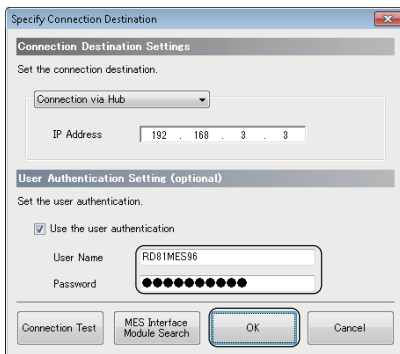 Specify Connection Destination
Connection Destination Settings
Set the connection destination.
Connection via Hub
IP Address 192 . 168 . 3 . 3
User Authentication Setting (optional)
Set the user authentication.
Use the user authentication
User Name RD81MES96
Password ●●●●●●●●●●
Connection Test
MES Interface
Module Search
OK
Cancel